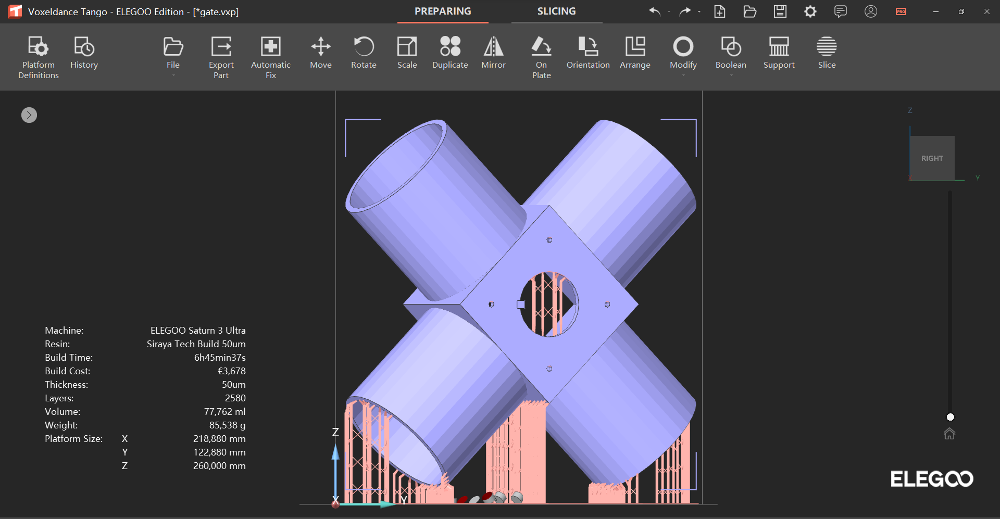 Voxeldance Tango - ELEGOO Edition - [*gate.vxp]
PREPARING
SLICING
PRO
Platform
Definitions
History
File
Export
Part
Automatic
Fix
Move
Rotate
Scale
Duplicate
Mirror
On
Plate
Orientation
Arrange
Modify
Boolean
Support
Slice
Z
RIGHT
X
Y
Machine: ELEGOO Saturn 3 Ultra
Resin: Siraya Tech Build 50um
Build Time: 6h45min37s
Build Cost: €3,678
Thickness: 50um
Layers: 2580
Volume: 77,762 ml
Weight: 85,538 g
Platform Size: X 218,880 mm
Y 122,880 mm
Z 260,000 mm
Z
X
Y
ELEGOO